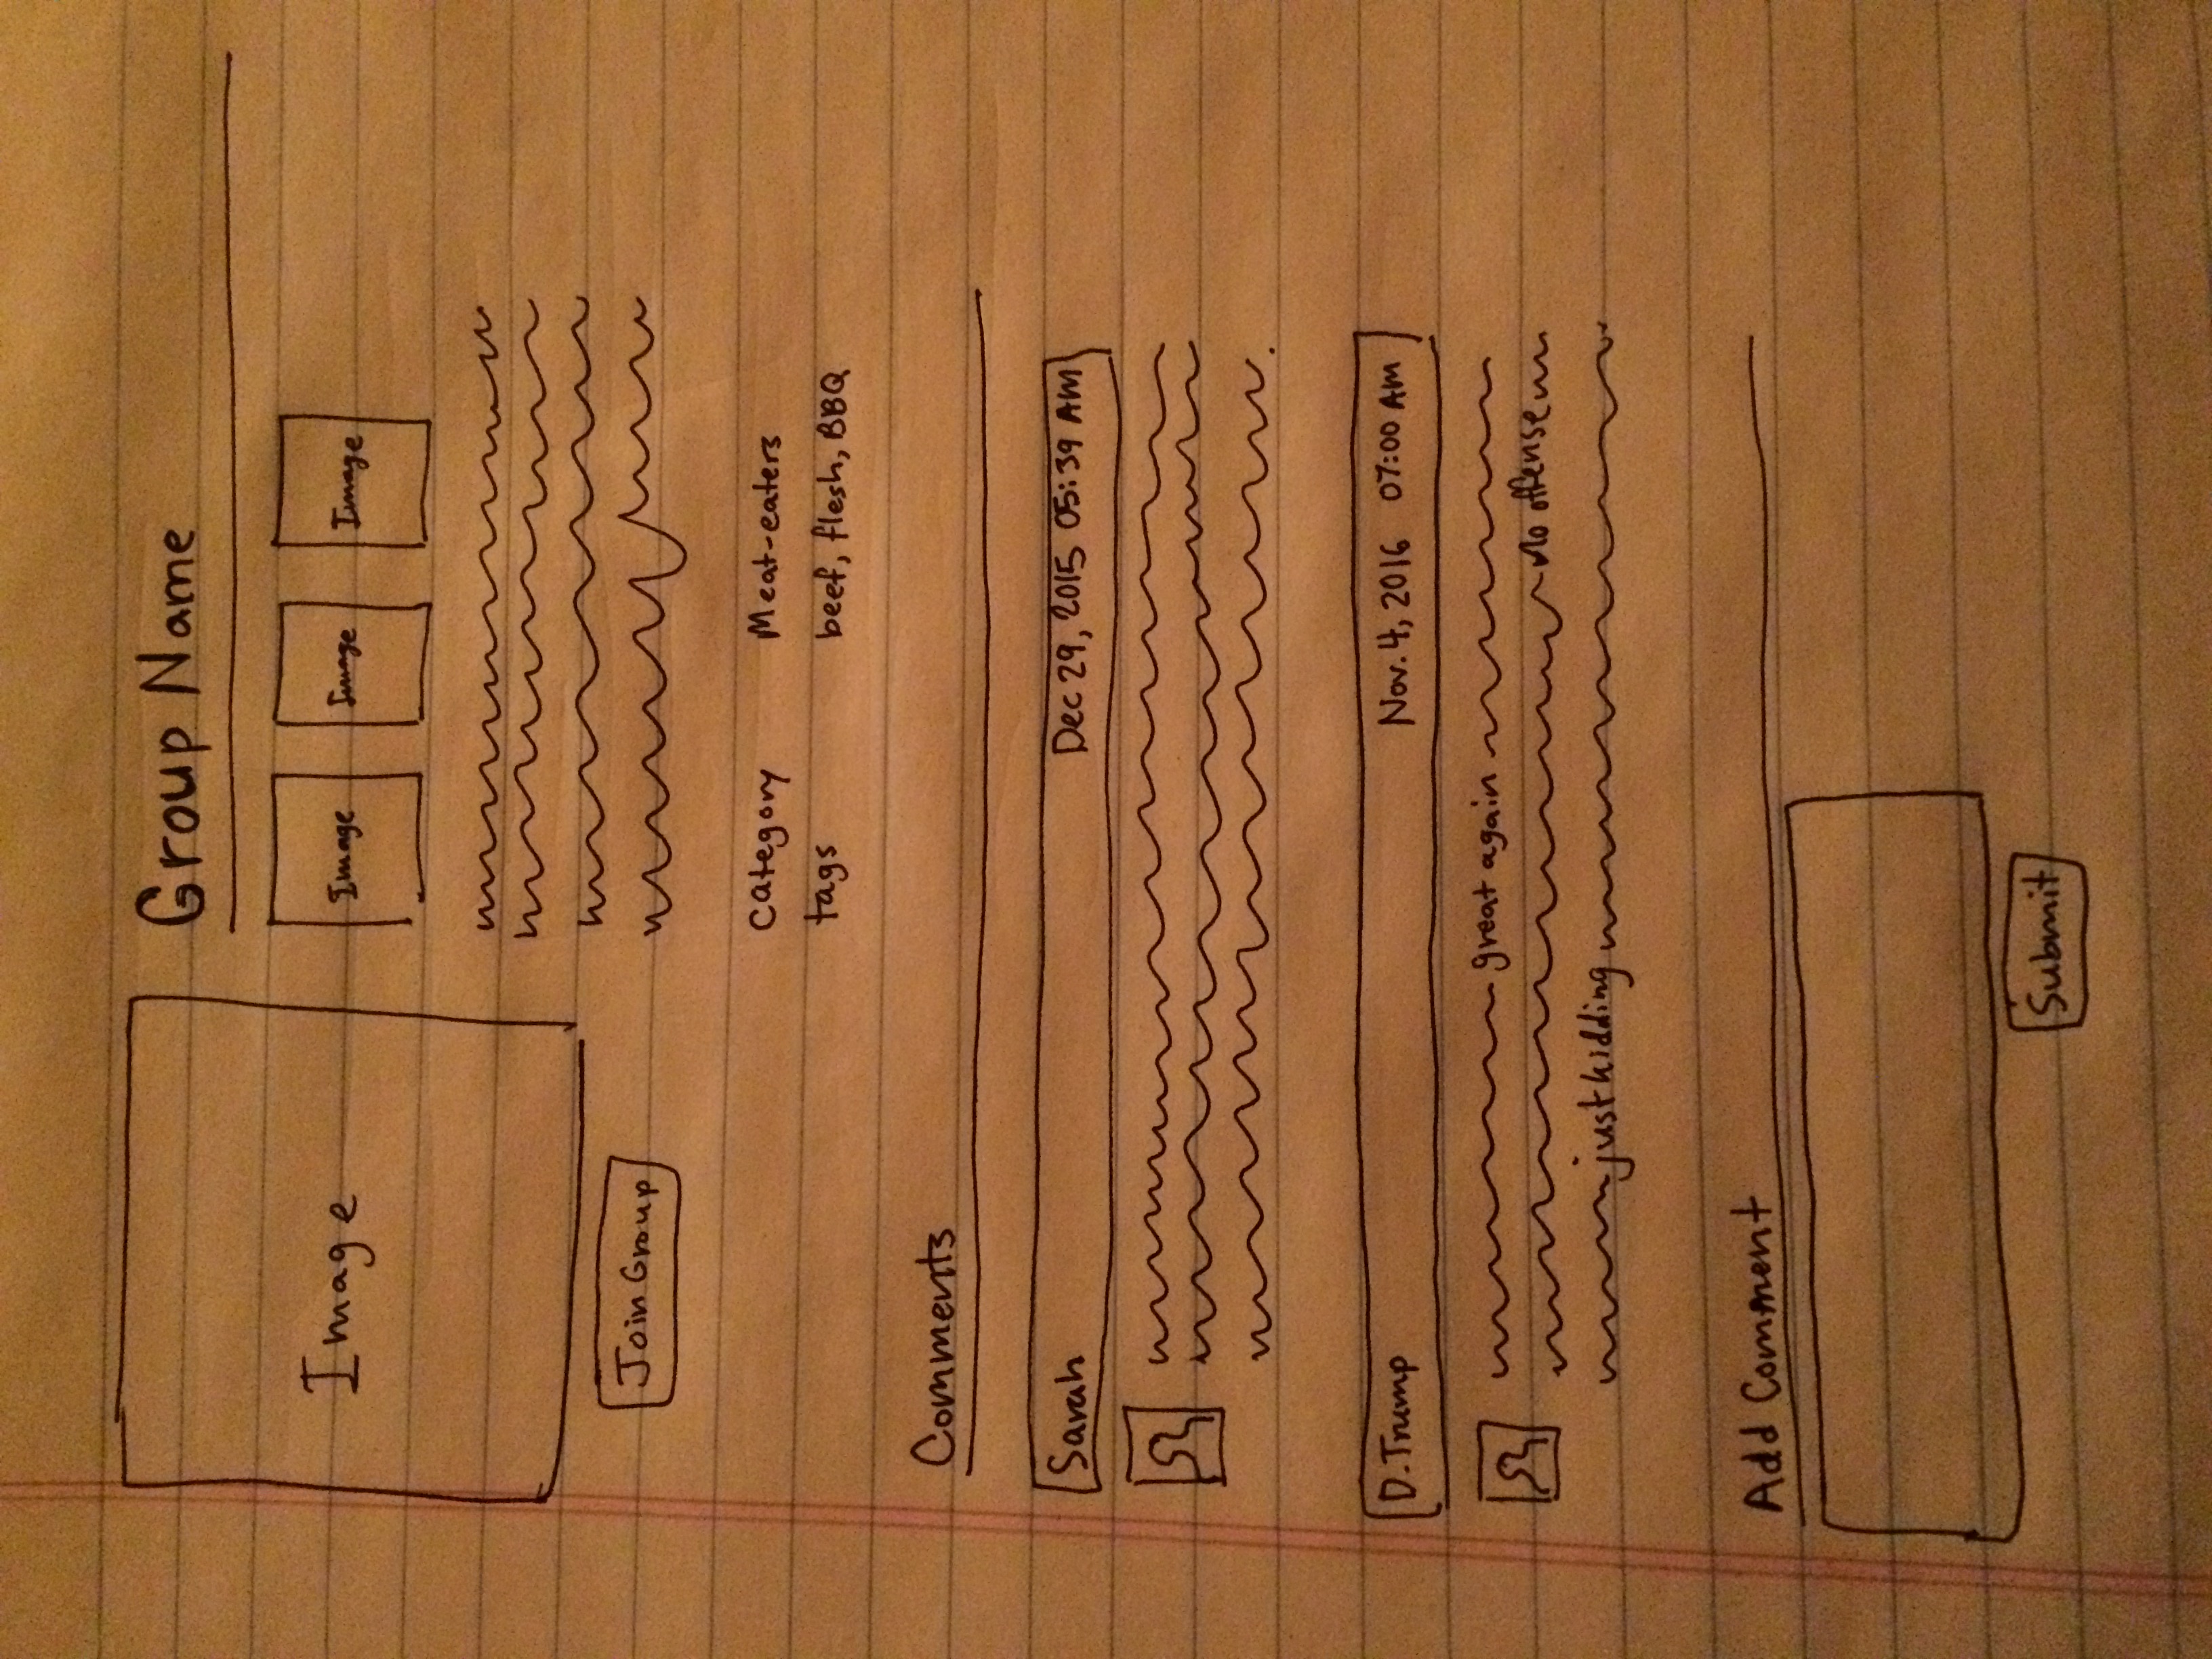 Group Name
Image
Image Image Image
Join Group
Category Meat-eaters
tags beef, flesh, BBQ
Comments
Sarah Dec 29, 2015 05:39 AM
D.Trump Nov. 4, 2016 07:00 AM
great again
No offense
just kidding
Add Comment
Submit